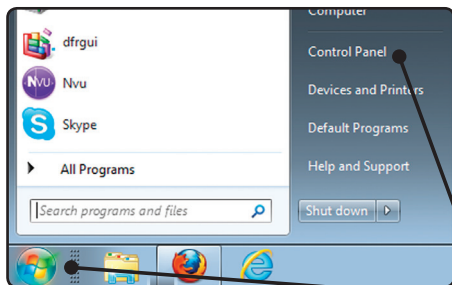 dfrgui
Nvu
Nvu
Skype
All Programs
Search programs and files
Computer
Control Panel
Devices and Printers
Default Programs
Help and Support
Shut down